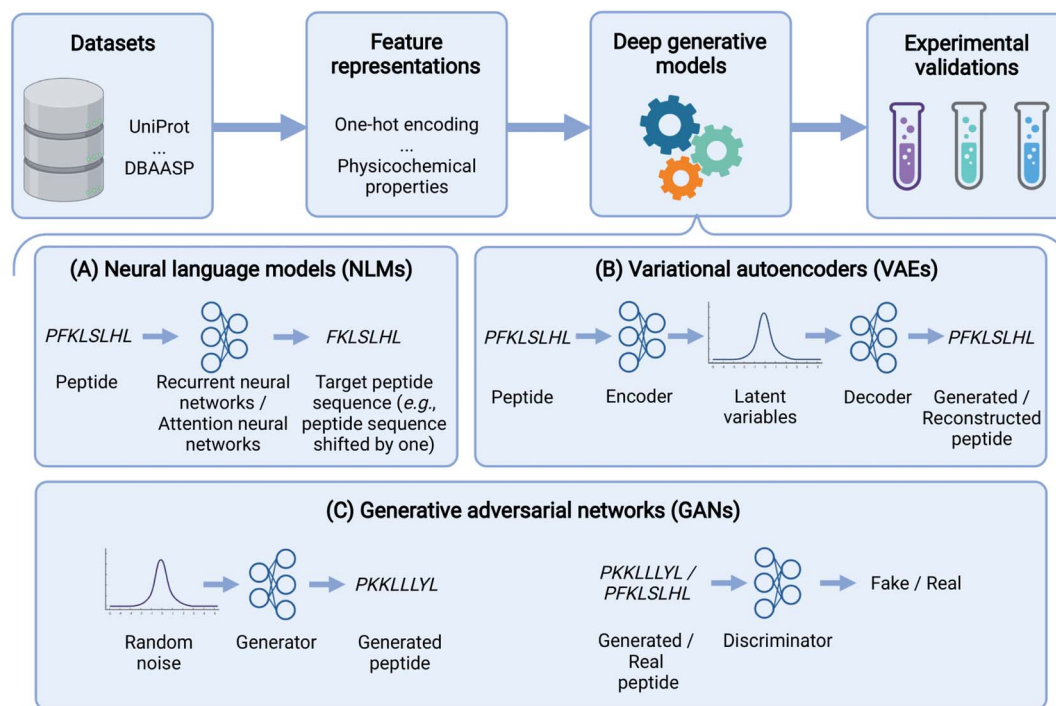 Datasets
UniProt
...
DBAASP
Feature
representations
One-hot encoding
...
Physicochemical
properties
Deep generative
models
Experimental
validations
(A) Neural language models (NLMs)
PFKLSLHL
FKLSLHL
Peptide
Recurrent neural
networks /
Attention neural
networks
Target peptide
sequence (e.g.,
peptide sequence
shifted by one)
(B) Variational autoencoders (VAEs)
PFKLSLHL
PFKLSLHL
Peptide
Encoder
Latent
variables
Decoder
Generated /
Reconstructed
peptide
(C) Generative adversarial networks (GANs)
PKKLLLYL
Random
noise
Generator
Generated
peptide
PKKLLLYL /
PFKLSLHL
Fake / Real
Generated /
Real
peptide
Discriminator